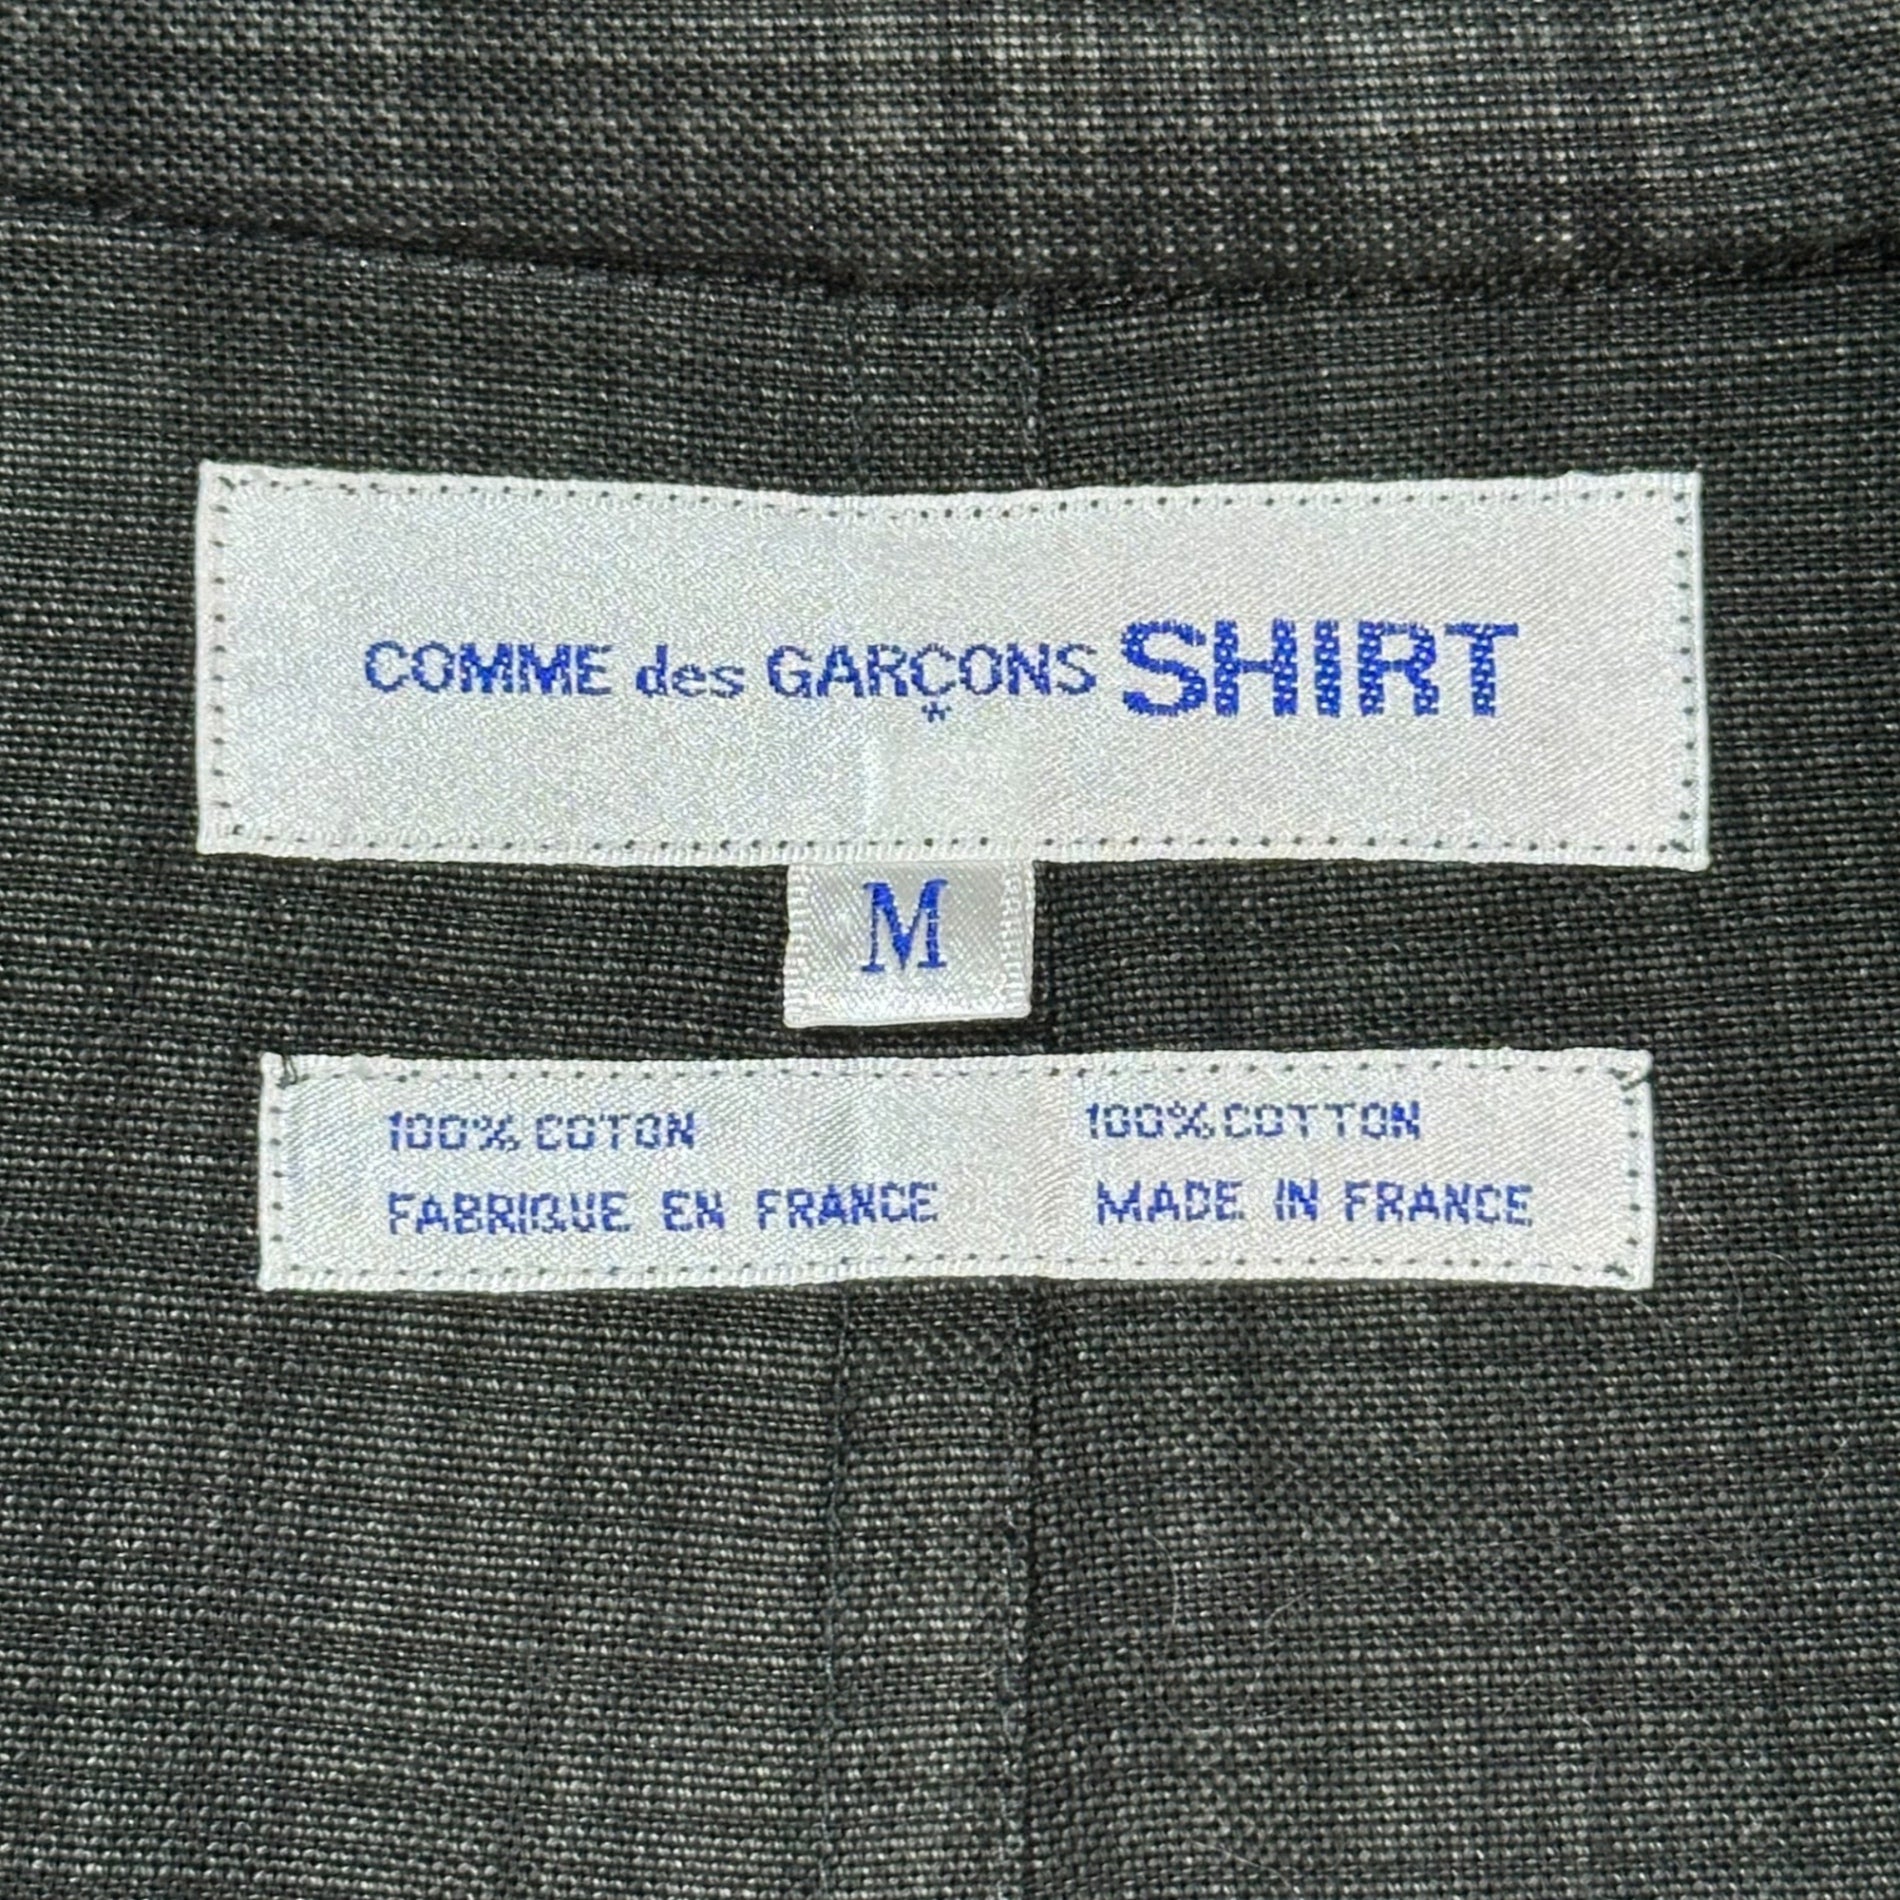 COMME des GARÇONS SHIRT
*
M
100% COTON
FABRIQUE EN FRANCE
100% COTTON
MADE IN FRANCE